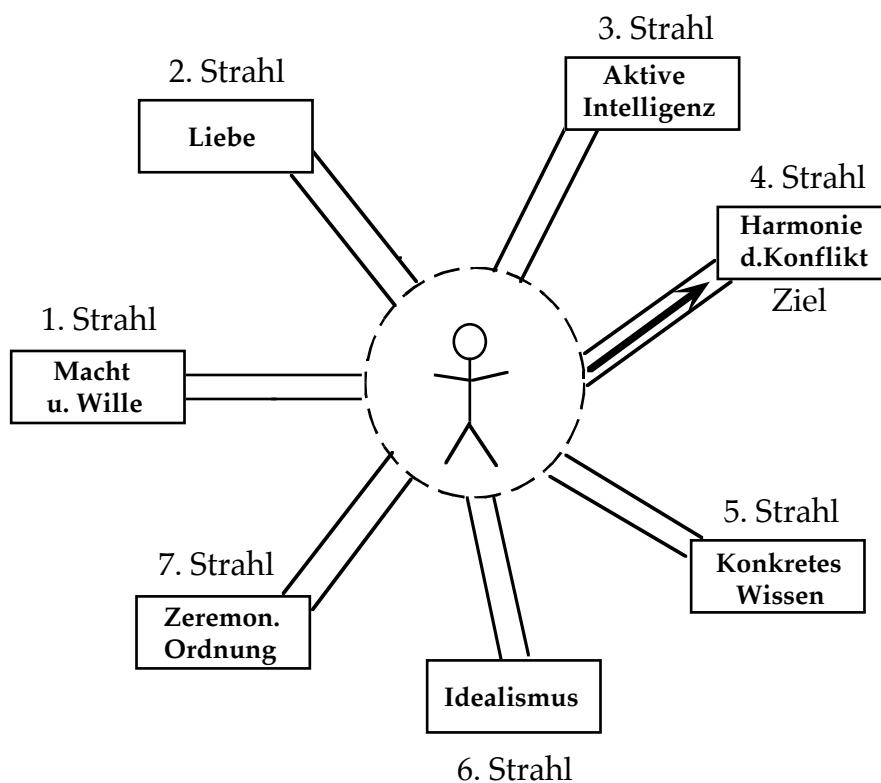 1. Strahl
Macht
u. Wille
2. Strahl
Liebe
3. Strahl
Aktive
Intelligenz
4. Strahl
Harmonie
d.Konflikt
Ziel
5. Strahl
Konkretes
Wissen
Idealismus
6. Strahl
7. Strahl
Zeremon.
Ordnung